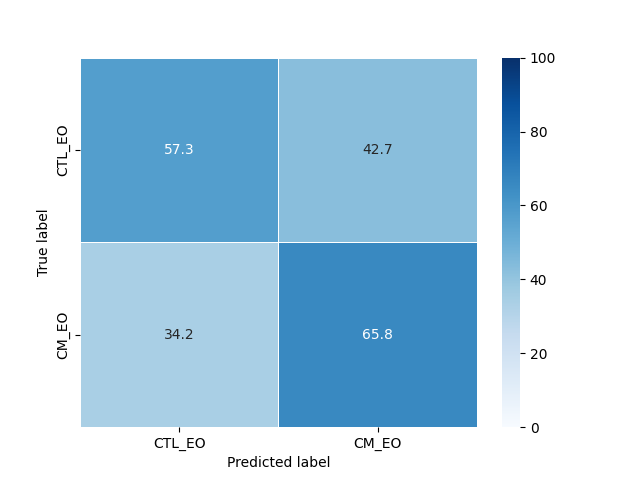 100
CTL_EO
57.3
42.7
80
60
True label
40
CM_EO
34.2
65.8
20
0
CTL_EO
CM_EO
Predicted label